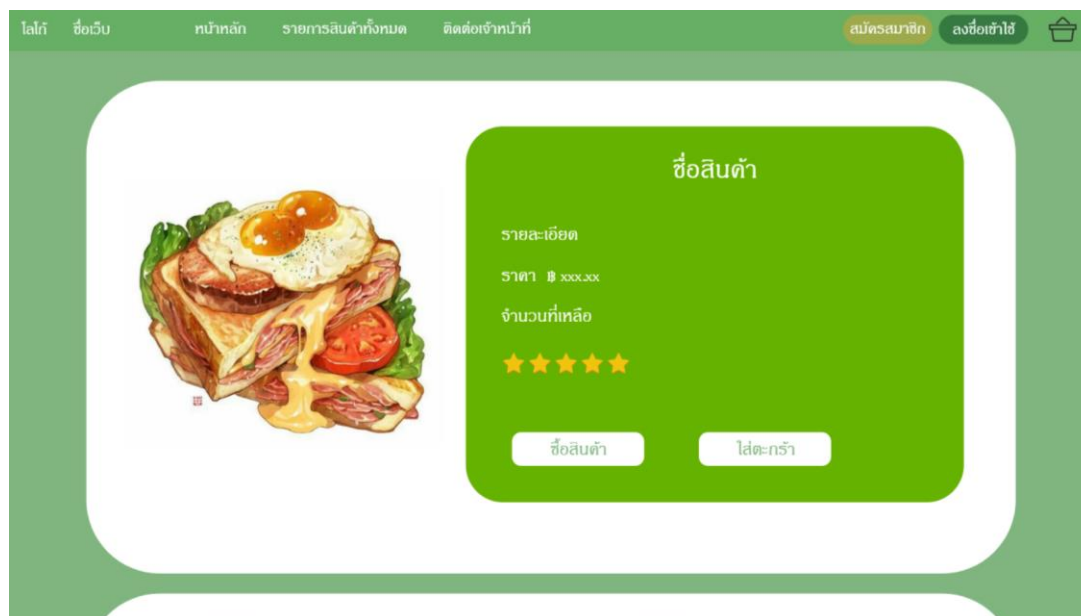 โลโก้ ชื่อเว็บ หน้าหลัก รายการสินค้าทั้งหมด ติดต่อเจ้าหน้าที่ สมัครสมาชิก ลงชื่อเข้าใช้
ชื่อสินค้า
รายละเอียด
ราคา ฿ xxx.xx
จำนวนที่เหลือ
ซื้อสินค้า ใส่ตะกร้า